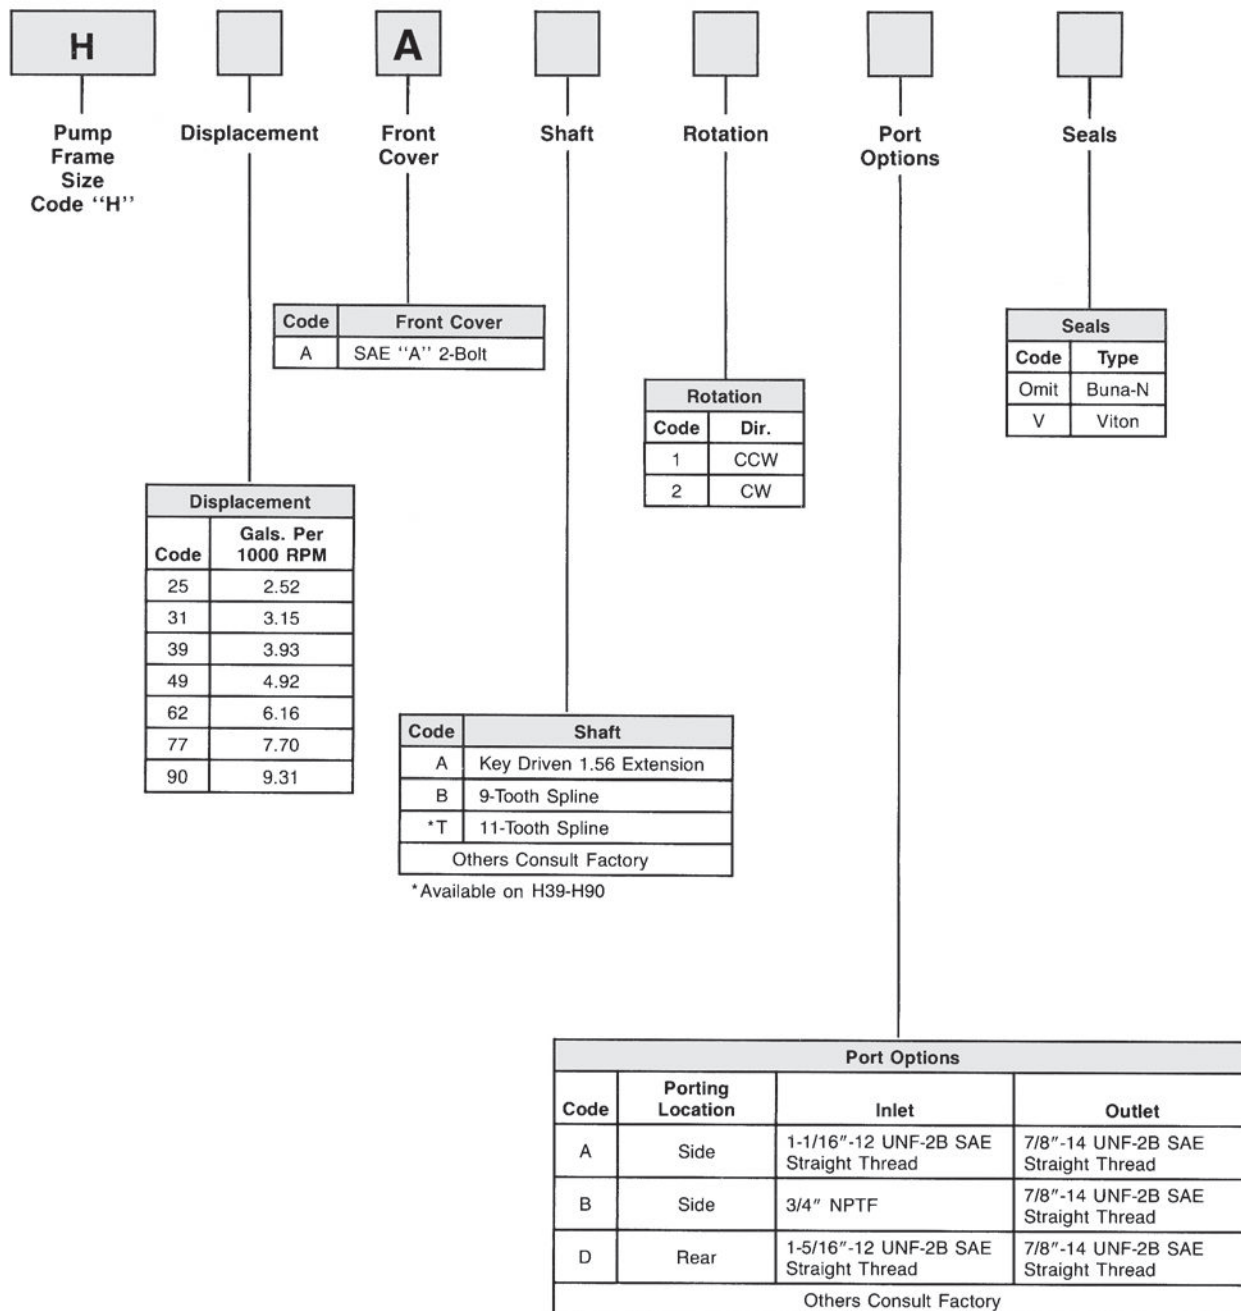 H A
Pump
Frame
Size
Code ‘‘H’’
Displacement
Front
Cover
Shaft
Rotation
Port
Options
Seals
Code Front Cover
A SAE ‘‘A’’ 2-Bolt
Seals
Code Type
Omit Buna-N
V Viton
Rotation
Code Dir.
1 CCW
2 CW
Displacement
Code Gals. Per
1000 RPM
25 2.52
31 3.15
39 3.93
49 4.92
62 6.16
77 7.70
90 9.31
Code Shaft
A Key Driven 1.56 Extension
B 9-Tooth Spline
*T 11-Tooth Spline
Others Consult Factory
*Available on H39-H90
Port Options
Code Porting
Location Inlet Outlet
A Side 1-1/16″-12 UNF-2B SAE
Straight Thread 7/8″-14 UNF-2B SAE
Straight Thread
B Side 3/4″ NPTF 7/8″-14 UNF-2B SAE
Straight Thread
D Rear 1-5/16″-12 UNF-2B SAE
Straight Thread 7/8″-14 UNF-2B SAE
Straight Thread
Others Consult Factory